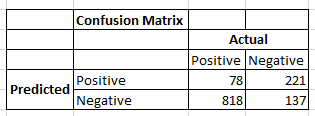 Confusion Matrix
Actual
Positive Negative
Predicted Positive 78 221
Negative 818 137